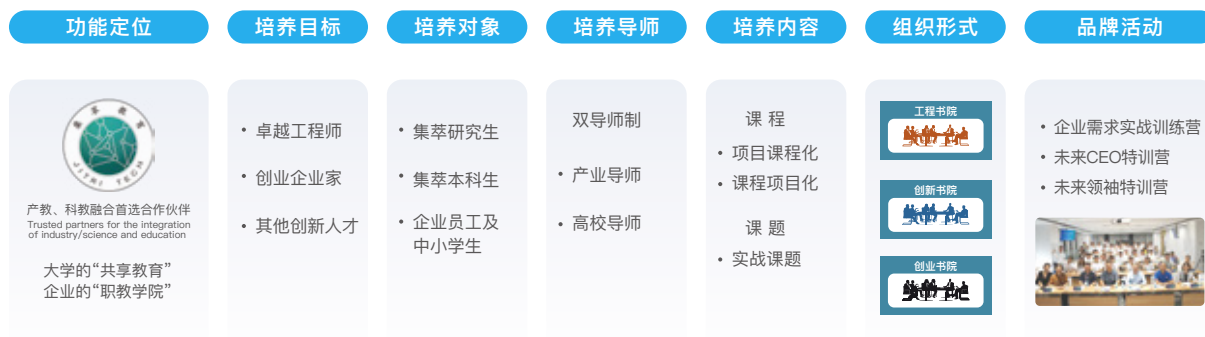 功能定位
培养目标
培养对象
培养导师
培养内容
组织形式
品牌活动
集萃教育
JITRI TECH
产教、科教融合首选合作伙伴
Trusted partners for the integration
of industry/science and education
大学的“共享教育”
企业的“职教学院”
• 卓越工程师
• 创业企业家
• 其他创新人才
• 集萃研究生
• 集萃本科生
• 企业员工及
中小学生
双导师制
• 产业导师
• 高校导师
课 程
• 项目课程化
• 课程项目化
课 题
• 实战课题
工程书院
创新书院
创业书院
• 企业需求实战训练营
• 未来CEO特训营
• 未来领袖特训营